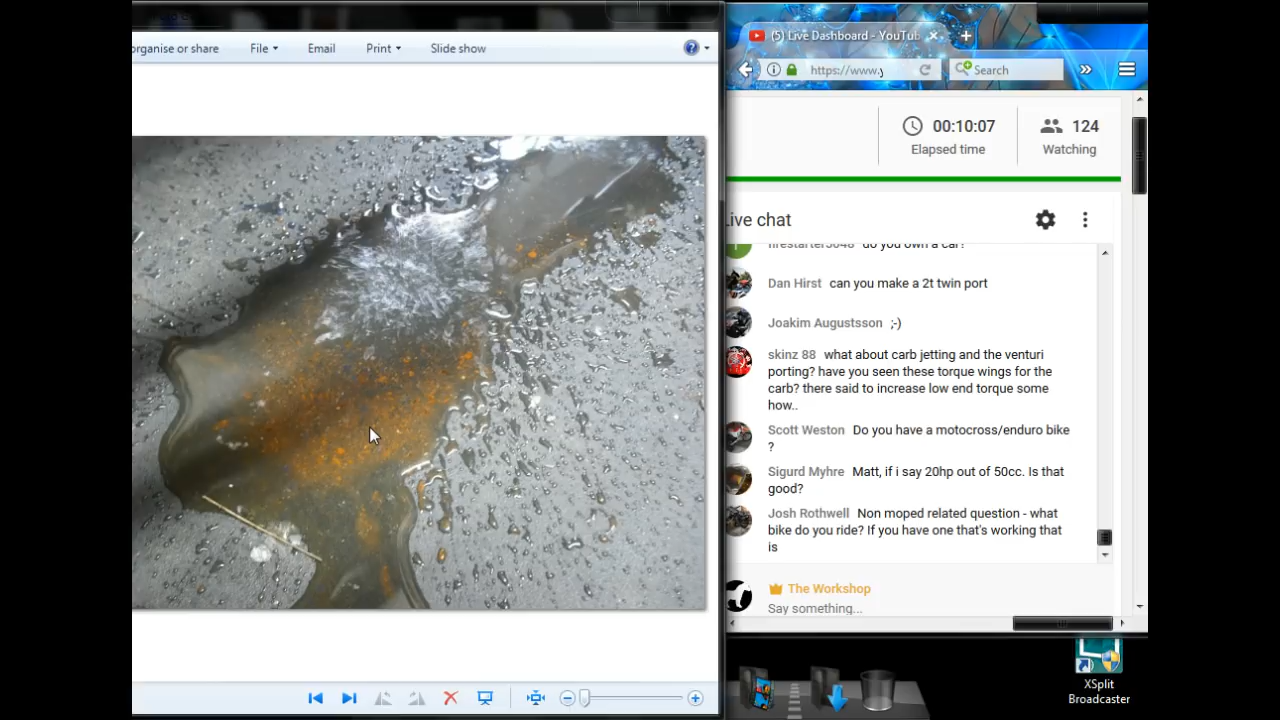 organise or share File Email Print Slide show
(5) Live Dashboard - YouTub
https://www.y Search
00:10:07 124
Elapsed time Watching
Live chat
do you own a car?
Dan Hirst can you make a 2t twin port
Joakim Augustsson ;-)
skinz 88 what about carb jetting and the venturi
porting? have you seen these torque wings for the
carb? there said to increase low end torque some
how..
Scott Weston Do you have a motocross/enduro bike
?
Sigurd Myhre Matt, if i say 20hp out of 50cc. Is that
good?
Josh Rothwell Non moped related question - what
bike do you ride? If you have one that's working that
is
The Workshop
Say something...
XSplit
Broadcaster